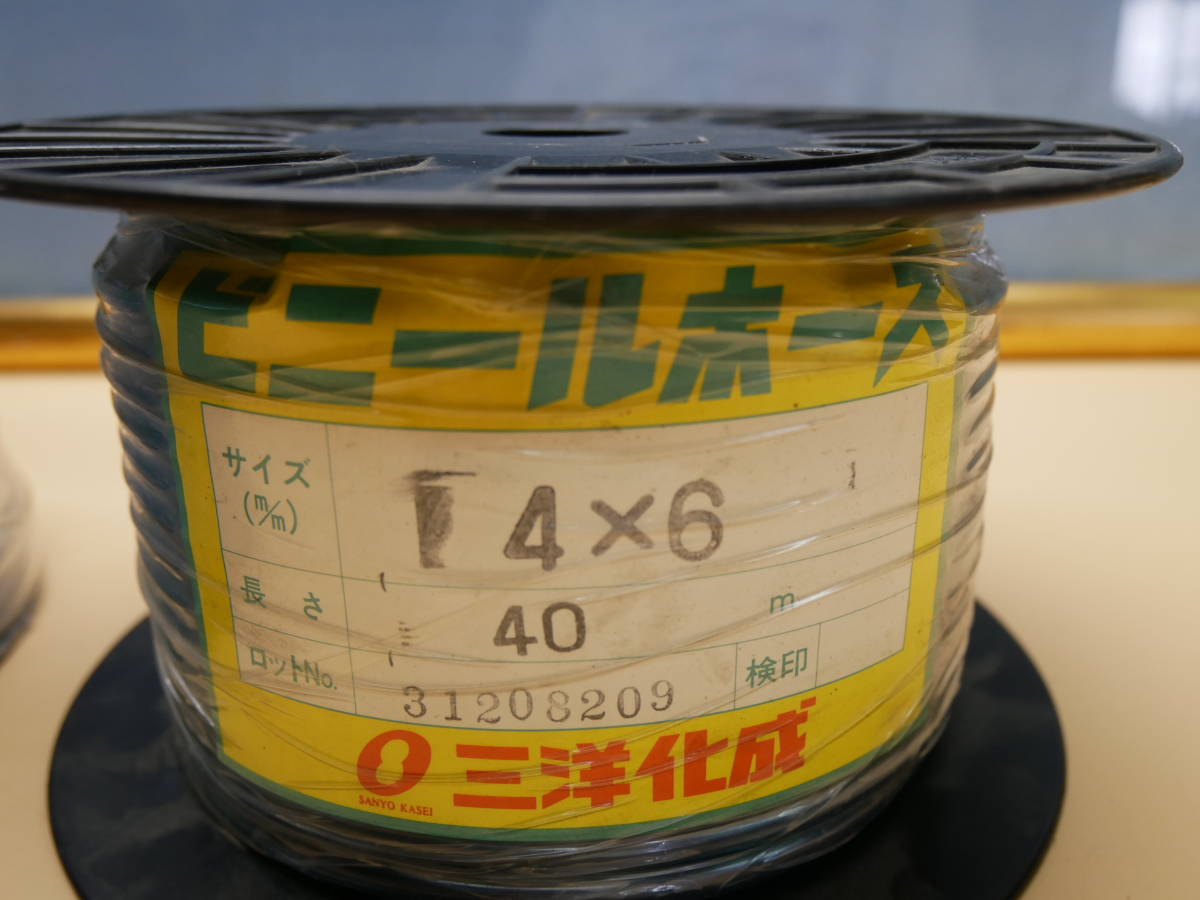 ビニールホース
サイズ (m/m) 4×6
長さ 40 m
ロットNo. 31208209 検印
三洋化成
SANYO KASEI